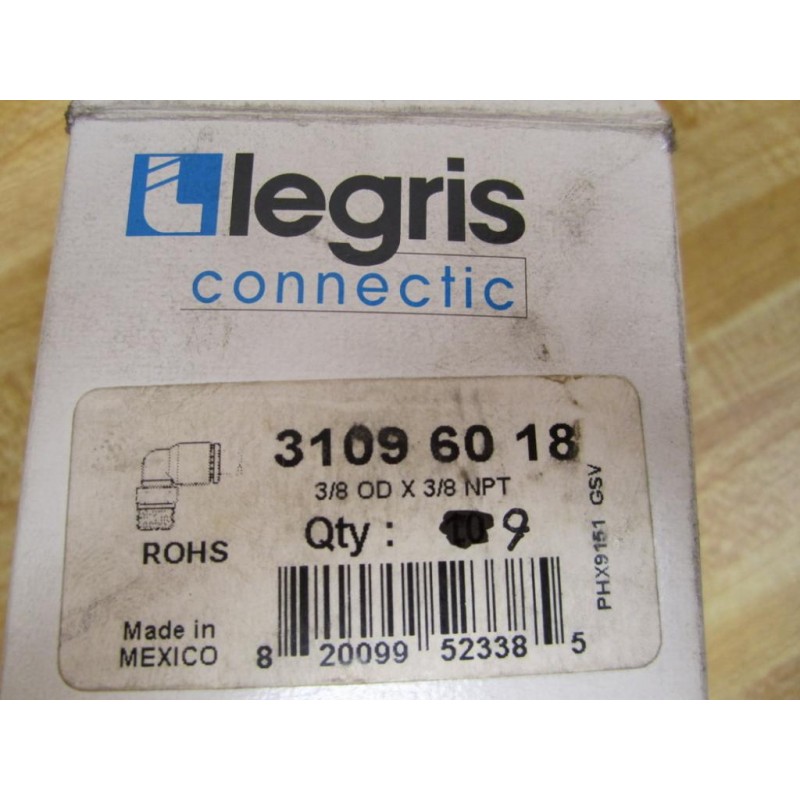 legris
connectic
3109 60 18
3/8 OD X 3/8 NPT
Qty : 10 9
ROHS
PHX9151 GSV
Made in
MEXICO
8 20099 52338 5